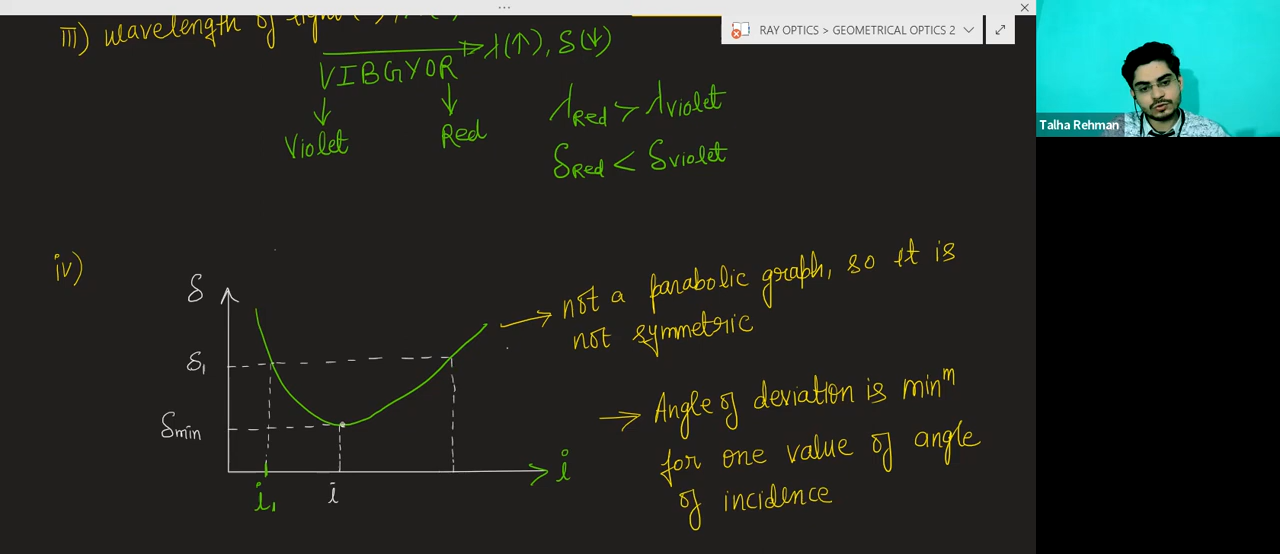 III) wavelength of light
RAY OPTICS > GEOMETRICAL OPTICS 2
λ(↑), δ(↓)
VIBGYOR
Violet
Red
λRed > λViolet
δRed < δViolet
Talha Rehman
iv)
δ
not a parabolic graph, so it is
not symmetric
δ1
δmin
→ Angle of deviation is minᵐ
for one value of angle
of incidence
i1
i
i